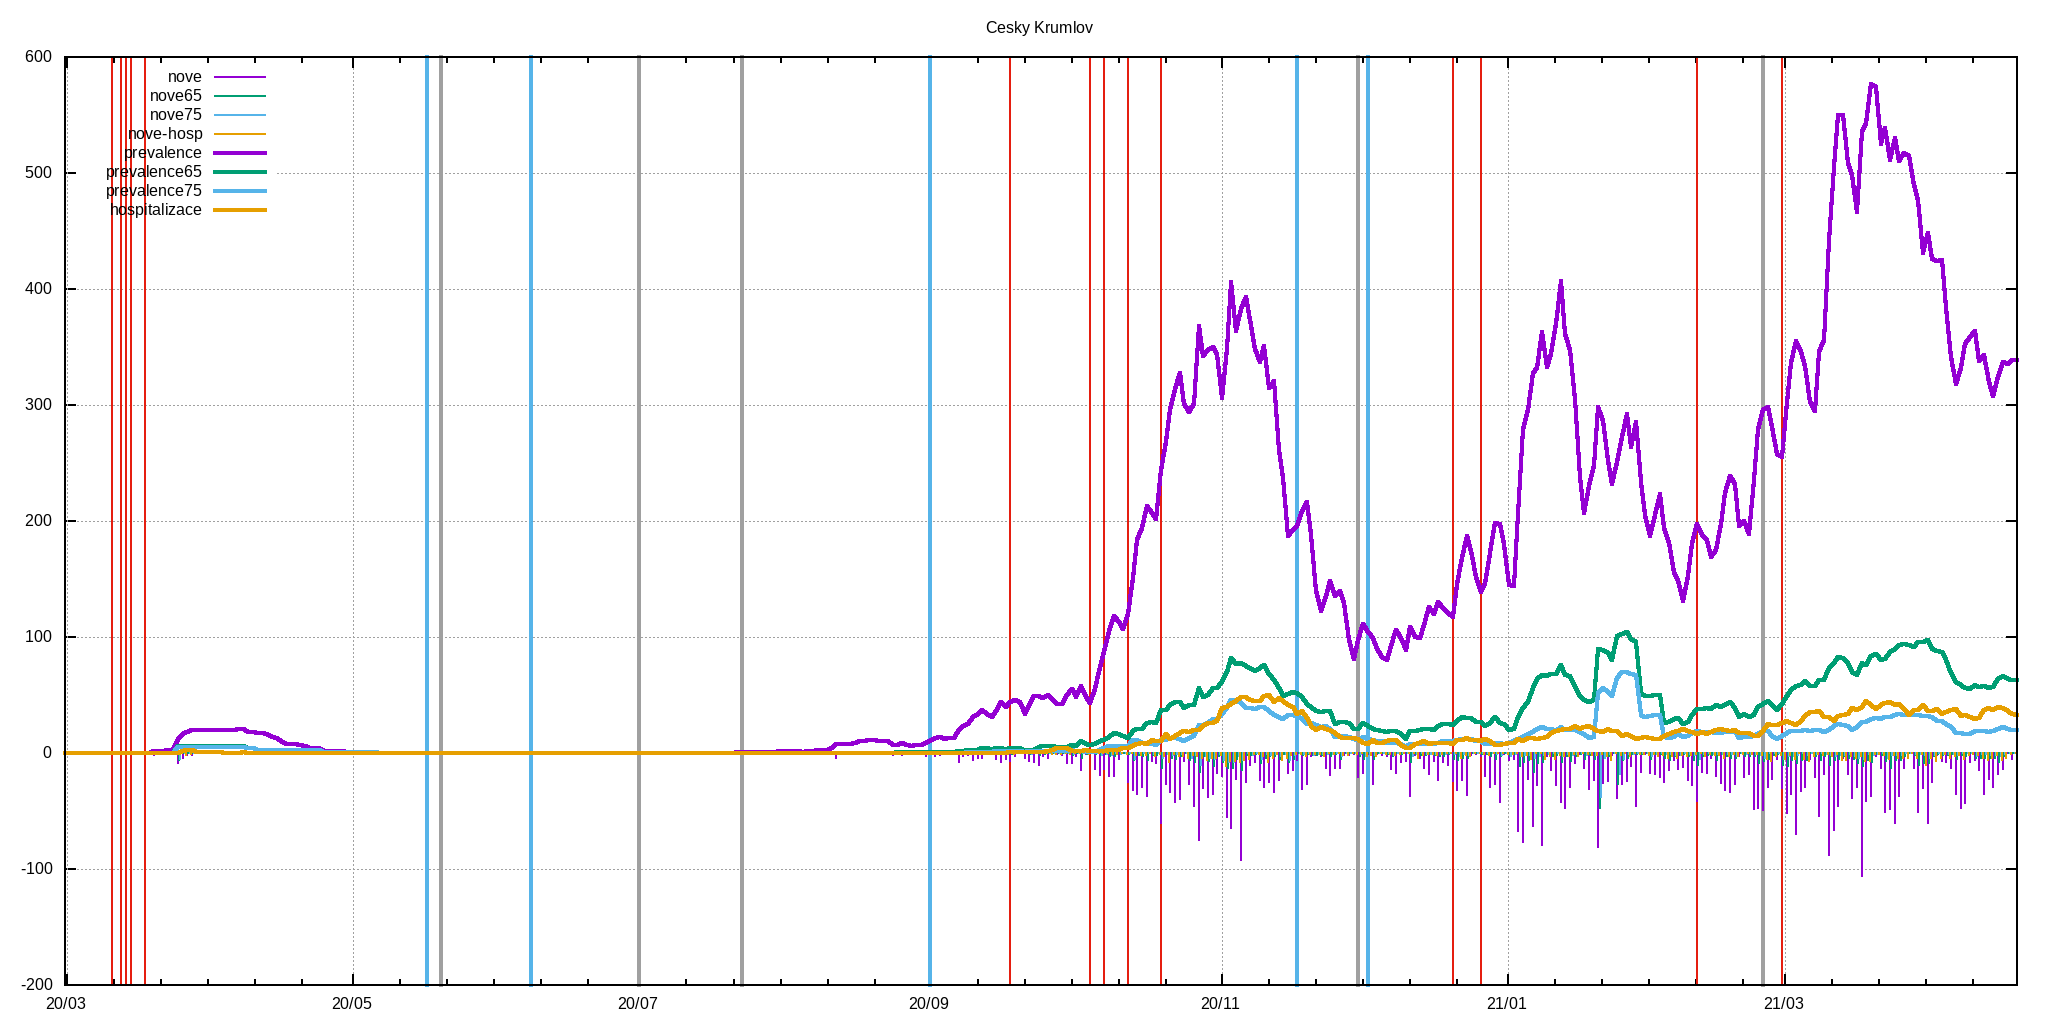 Cesky Krumlov
600
500
400
300
200
100
0
-100
-200
nove
nove65
nove75
nove-hosp
prevalence
prevalence65
prevalence75
hospitalizace
20/03
20/05
20/07
20/09
20/11
21/01
21/03